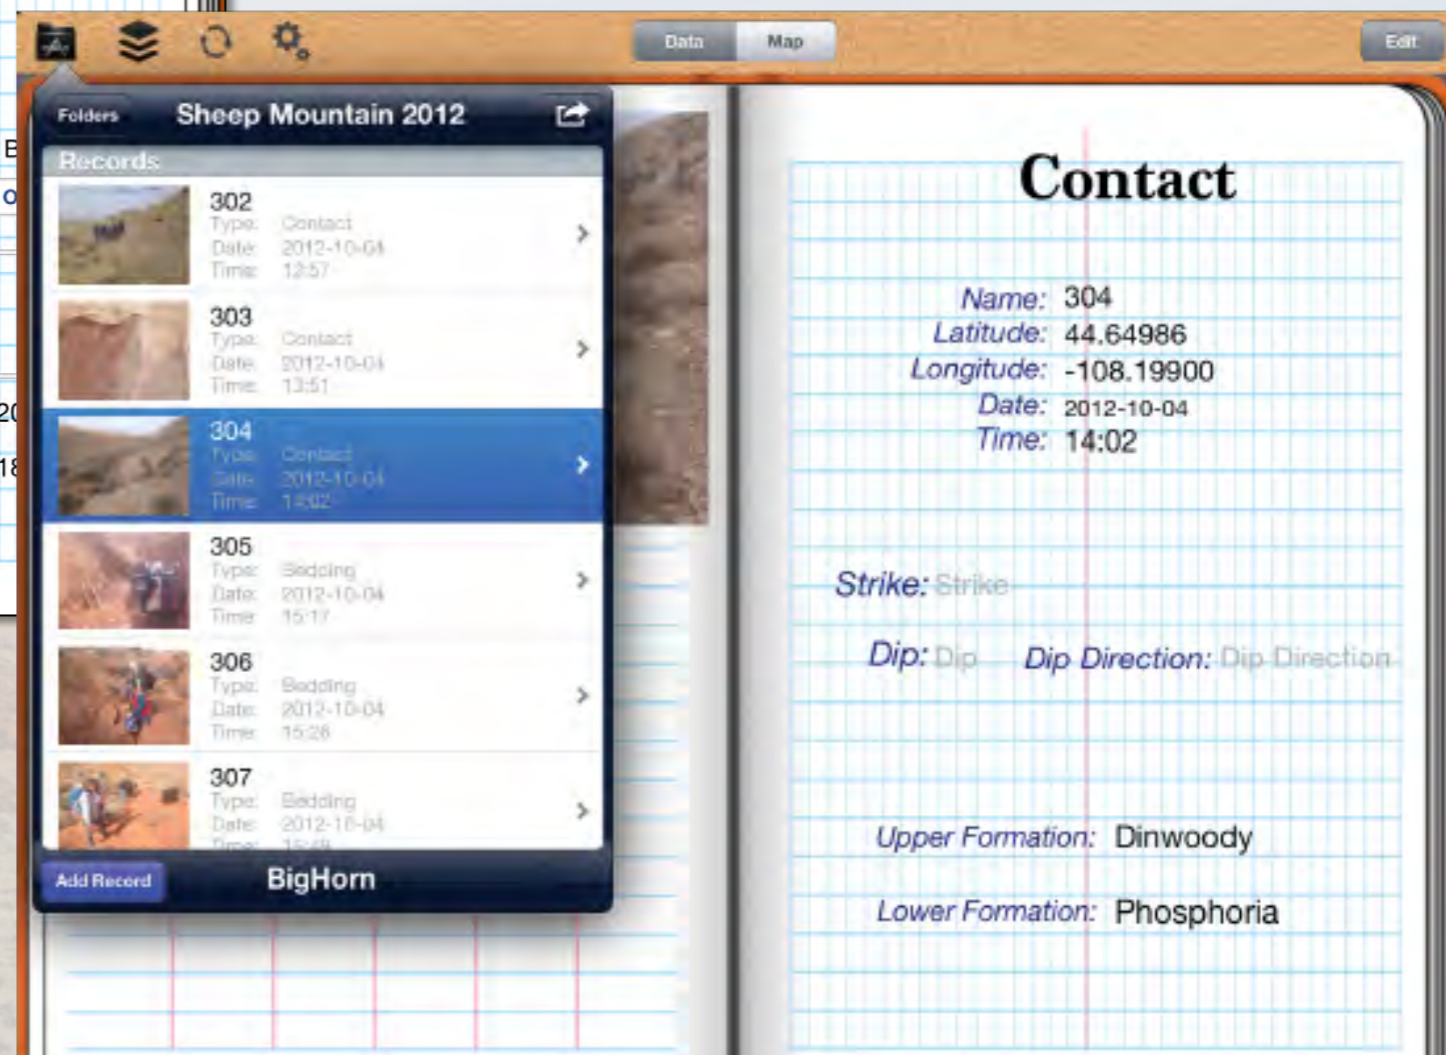 Data
Map
Edit
Folders
Sheep Mountain 2012
Records
302
Type: Contact
Date: 2012-10-04
303
Type: Contact
Date: 2012-10-04
Time: 13:51
304
Type: Contact
Date: 2012-10-04
Time: 14:02
305
Type: Bedding
Date: 2012-10-04
Time: 15:17
306
Type: Bedding
Date: 2012-10-04
Time:
307
Type: Bedding
Date: 2012-10-04
Time:
Add Record
BigHorn
Contact
Name: 304
Latitude: 44.64986
Longitude: -108.19900
Date: 2012-10-04
Time: 14:02
Strike: Strike
Dip: Dip
Dip Direction: Dip Direction
Upper Formation: Dinwoody
Lower Formation: Phosphoria